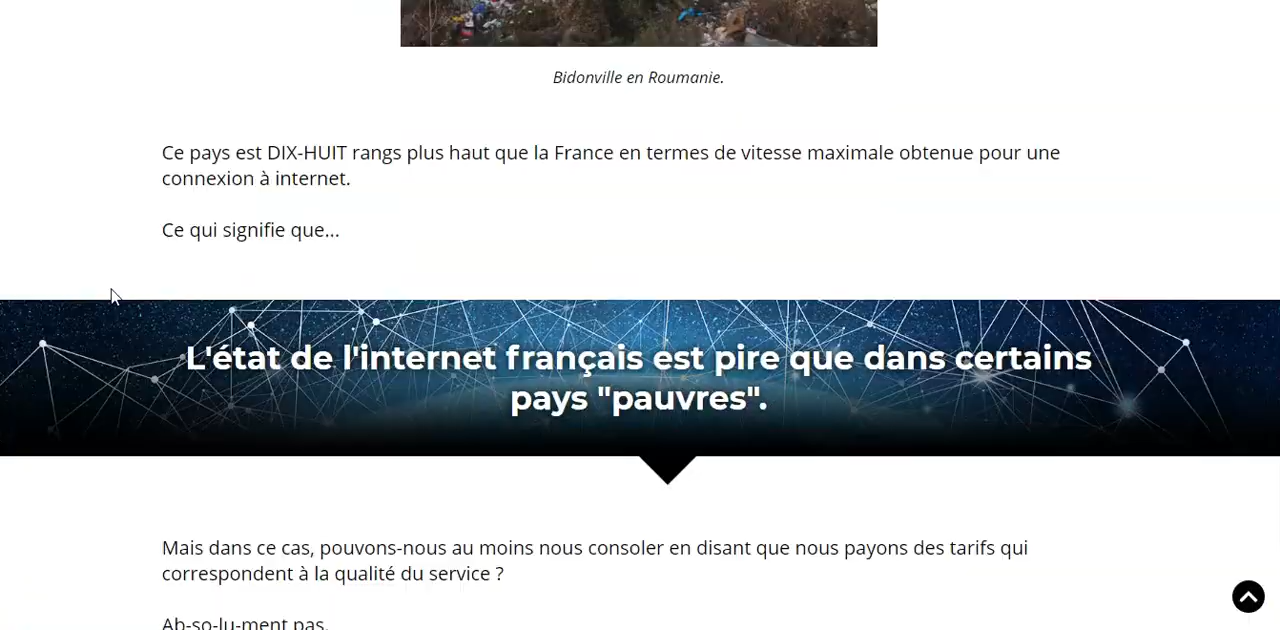 Bidonville en Roumanie.
Ce pays est DIX-HUIT rangs plus haut que la France en termes de vitesse maximale obtenue pour une
connexion à internet.
Ce qui signifie que...
L'état de l'internet français est pire que dans certains
pays "pauvres".
Mais dans ce cas, pouvons-nous au moins nous consoler en disant que nous payons des tarifs qui
correspondent à la qualité du service ?
Ab-so-lu-ment pas.